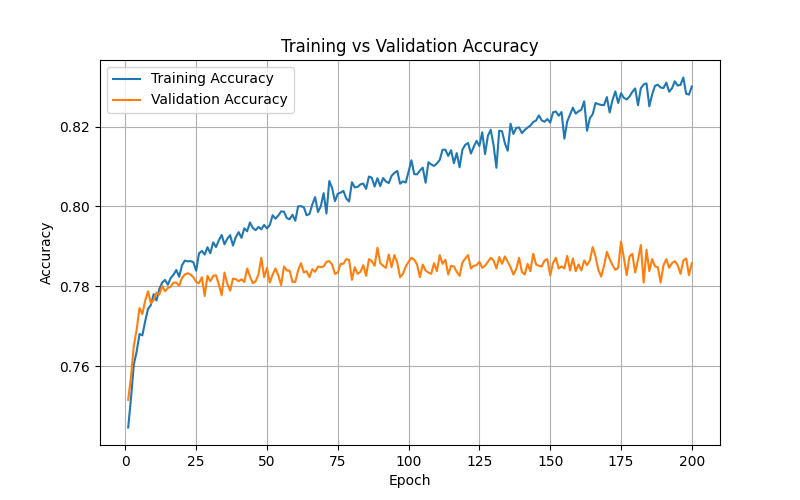 Training vs Validation Accuracy
Training Accuracy
Validation Accuracy
0.82
0.80
0.78
0.76
Accuracy
0 25 50 75 100 125 150 175 200
Epoch